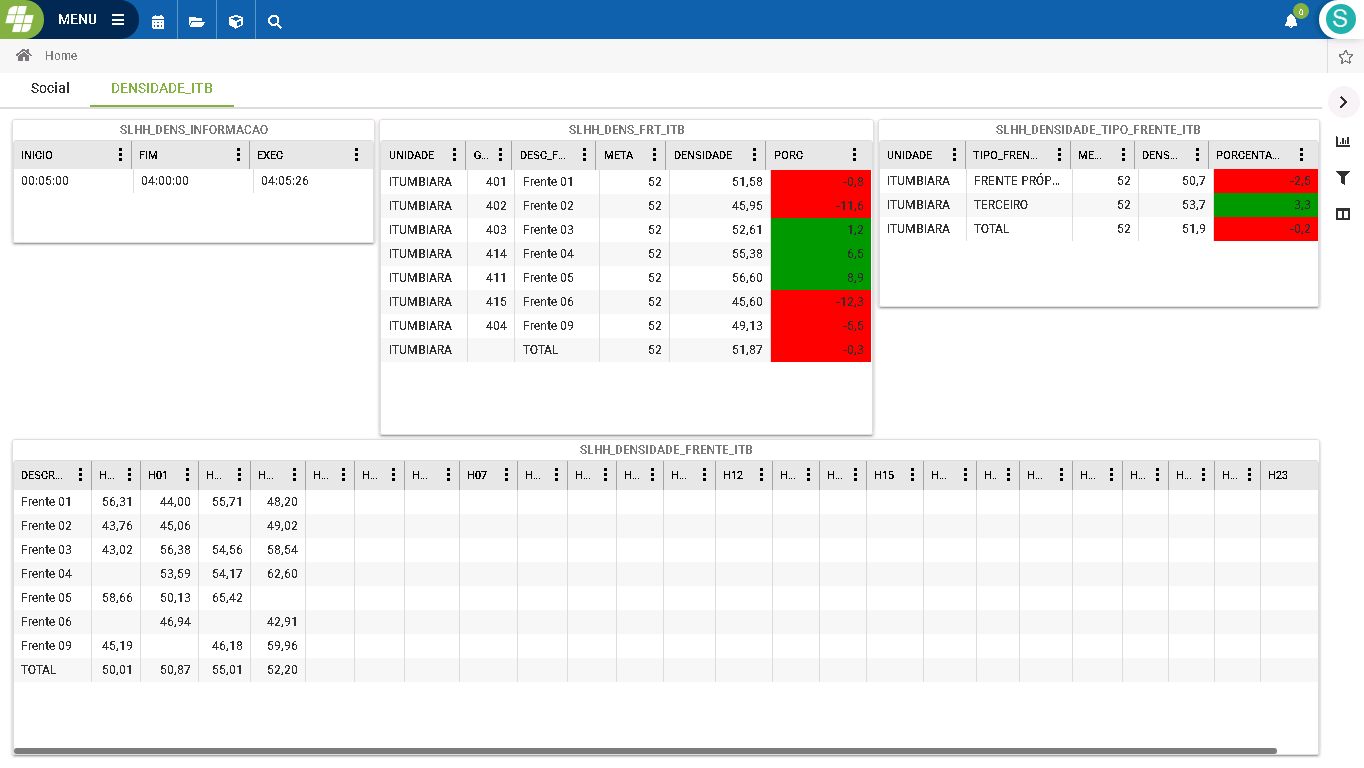 MENU
0
S
Home
Social DENSIDADE_ITB
SLHH_DENS_INFORMACAO
INICIO FIM EXEC
00:05:00 04:00:00 04:05:26
SLHH_DENS_FRT_ITB
UNIDADE G... DESC_F... META DENSIDADE PORC
ITUMBIARA 401 Frente 01 52 51,58 -0,8
ITUMBIARA 402 Frente 02 52 45,95 -11,6
ITUMBIARA 403 Frente 03 52 52,61 1,2
ITUMBIARA 414 Frente 04 52 55,38 6,5
ITUMBIARA 411 Frente 05 52 56,60 8,9
ITUMBIARA 415 Frente 06 52 45,60 -12,3
ITUMBIARA 404 Frente 09 52 49,13 -5,5
ITUMBIARA TOTAL 52 51,87 -0,3
SLHH_DENSIDADE_TIPO_FRENTE_ITB
UNIDADE TIPO_FREN... ME... DENS... PORCENTA...
ITUMBIARA FRENTE PRÓP... 52 50,7 -2,5
ITUMBIARA TERCEIRO 52 53,7 3,3
ITUMBIARA TOTAL 52 51,9 -0,2
SLHH_DENSIDADE_FRENTE_ITB
DESCR... H... H01 H... H... H... H... H... H07 H... H... H... H... H12 H... H... H15 H... H.. H... H... H... H... H... H23
Frente 01 56,31 44,00 55,71 48,20
Frente 02 43,76 45,06 49,02
Frente 03 43,02 56,38 54,56 58,54
Frente 04 53,59 54,17 62,60
Frente 05 58,66 50,13 65,42
Frente 06 46,94 42,91
Frente 09 45,19 46,18 59,96
TOTAL 50,01 50,87 55,01 52,20